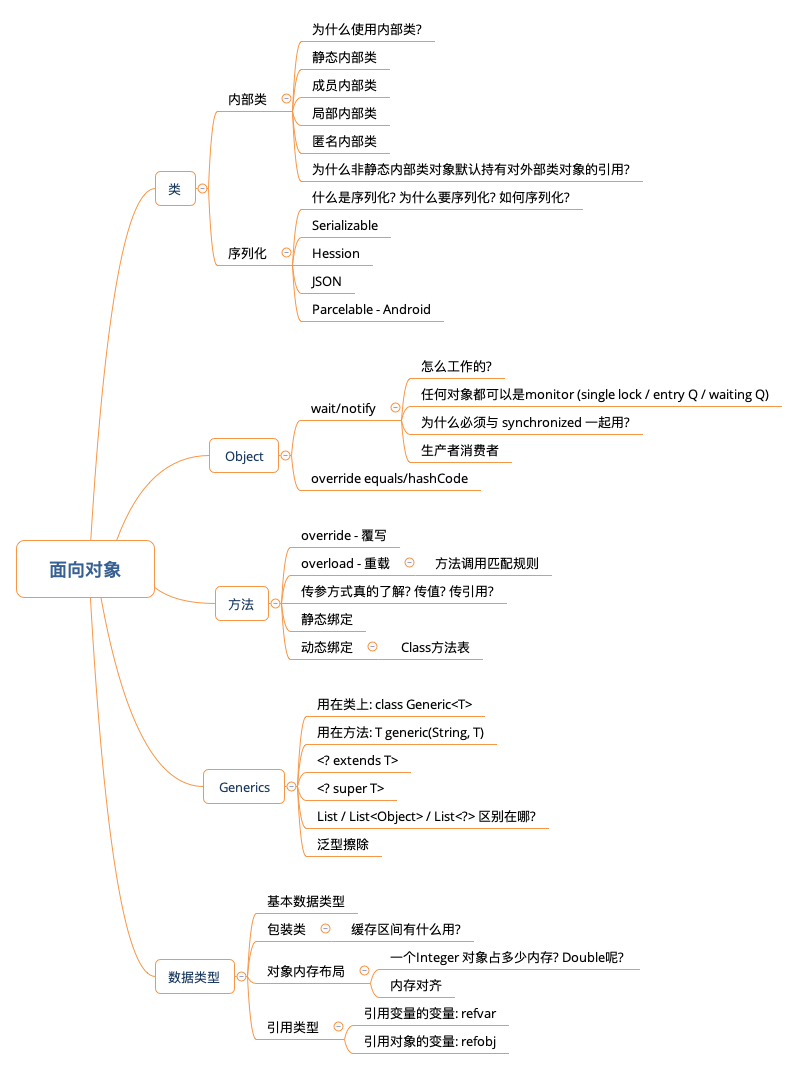 面向对象
类
内部类
为什么使用内部类?
静态内部类
成员内部类
局部内部类
匿名内部类
为什么非静态内部类对象默认持有对外部类对象的引用?
序列化
什么是序列化? 为什么要序列化? 如何序列化?
Serializable
Hession
JSON
Parcelable - Android
Object
wait/notify
怎么工作的?
任何对象都可以是monitor (single lock / entry Q / waiting Q)
为什么必须与 synchronized 一起用?
生产者消费者
override equals/hashCode
方法
override - 覆写
overload - 重载
方法调用匹配规则
传参方式真的了解? 传值? 传引用?
静态绑定
动态绑定
Class方法表
Generics
用在类上: class Generic<T>
用在方法: T generic(String, T)
<? extends T>
<? super T>
List / List<Object> / List<?> 区别在哪?
泛型擦除
数据类型
基本数据类型
包装类
缓存区间有什么用?
对象内存布局
一个Integer 对象占多少内存? Double呢?
内存对齐
引用类型
引用变量的变量: refvar
引用对象的变量: refobj